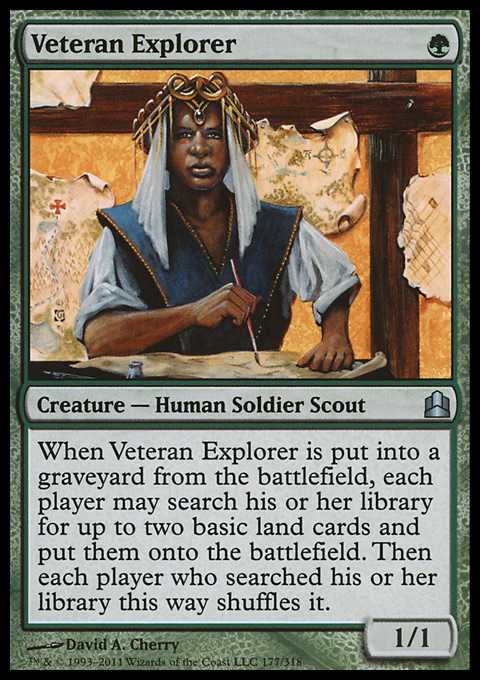 Veteran Explorer
Creature — Human Soldier Scout
When Veteran Explorer is put into a
graveyard from the battlefield, each
player may search his or her library
for up to two basic land cards and
put them onto the battlefield. Then
each player who searched his or her
library this way shuffles it.
David A. Cherry
1/1
™ & © 1993–2011 Wizards of the Coast LLC 177/318